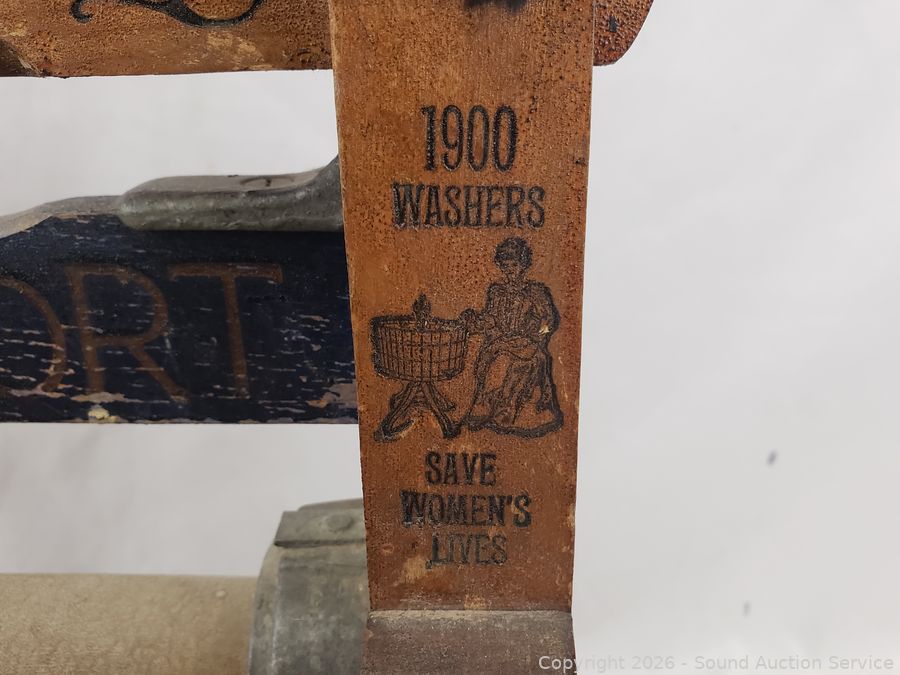 1900
WASHERS
ORT
SAVE
WOMEN'S
LIVES
Copyright © 2026 - Sound Auction Service